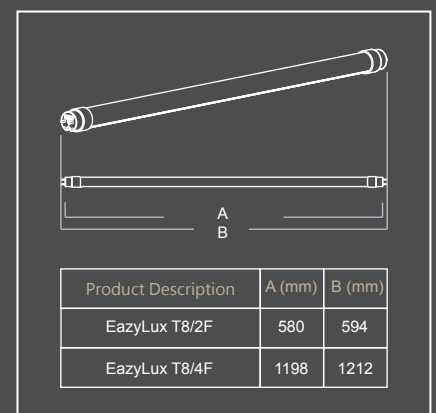 A
B
Product Description A (mm) B (mm)
EazyLux T8/2F 580 594
EazyLux T8/4F 1198 1212